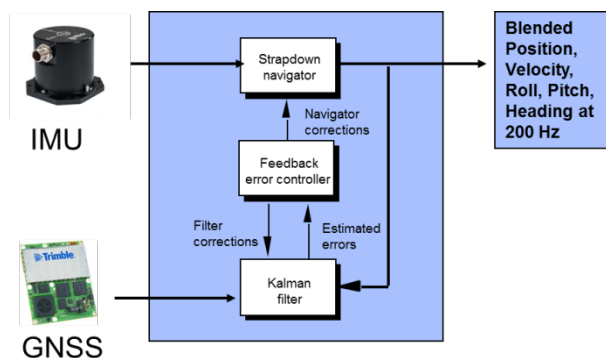 Strapdown
navigator
Blended
Position,
Velocity,
Roll, Pitch,
Heading at
200 Hz
IMU
Navigator
corrections
Feedback
error controller
Filter
corrections
Estimated
errors
Trimble
Kalman
filter
GNSS